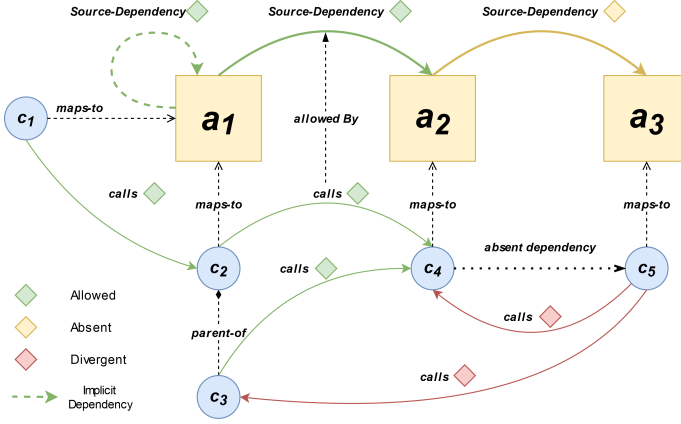 Source-Dependency
Source-Dependency
Source-Dependency
c1
maps-to
a1
allowed By
a2
a3
calls
maps-to
calls
maps-to
maps-to
c2
calls
c4
absent dependency
c5
Allowed
Absent
Divergent
Implicit
Dependency
parent-of
calls
calls
c3